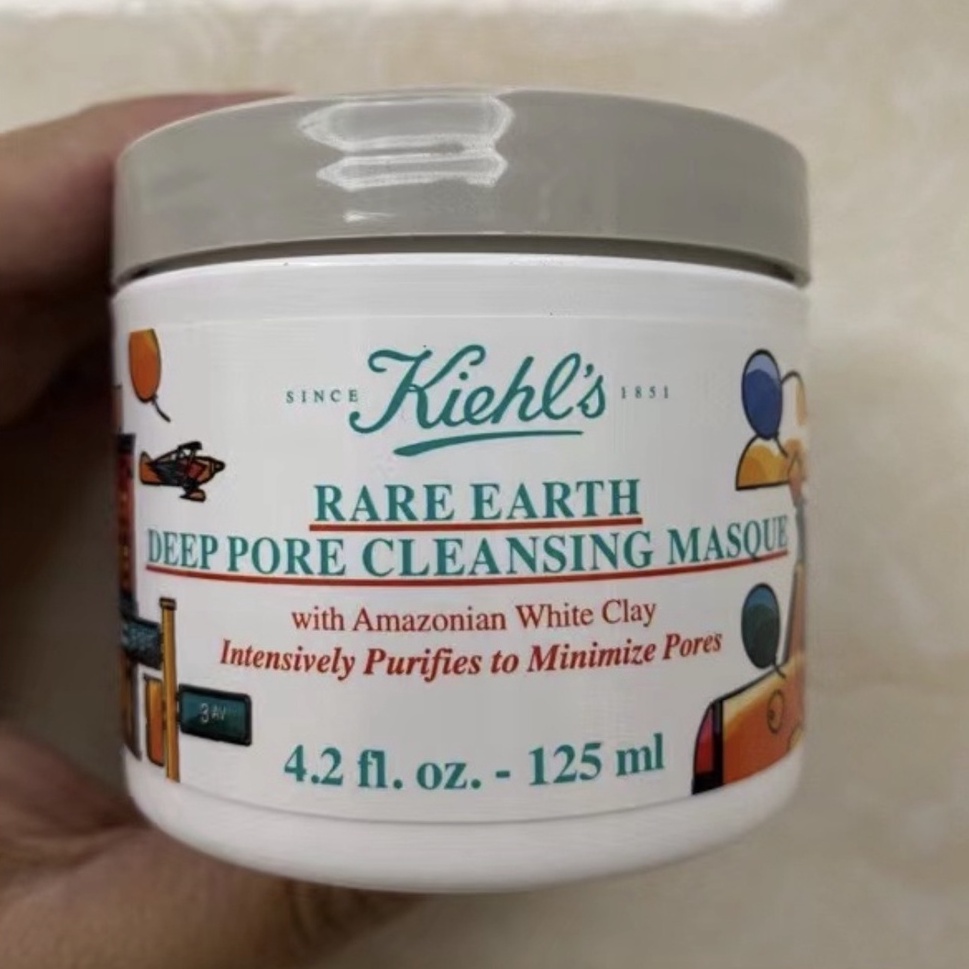 SINCE Kiehl's 1851
RARE EARTH
DEEP PORE CLEANSING MASQUE
with Amazonian White Clay
Intensively Purifies to Minimize Pores
3 AV
4.2 fl. oz. - 125 ml